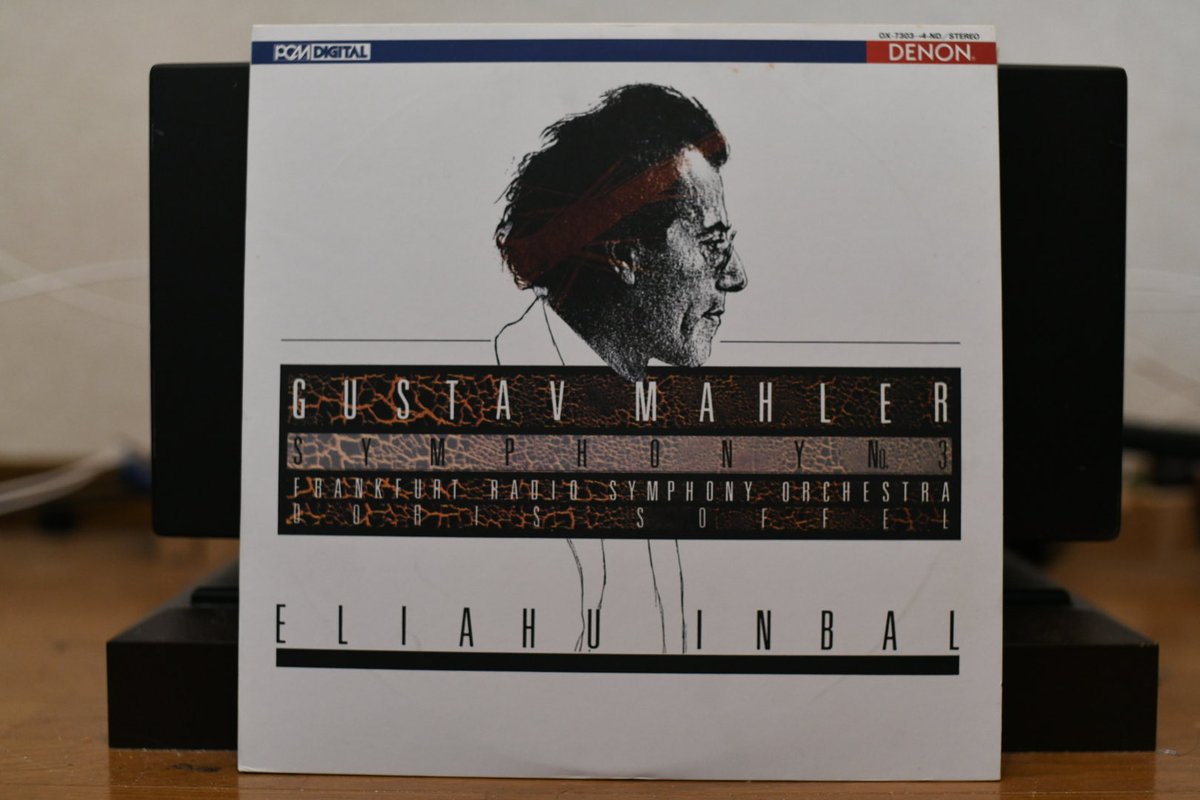 OX-7303~4-ND/STEREO
PCM DIGITAL DENON
GUSTAV MAHLER
SYMPHONY No. 3
FRANKFURT RADIO SYMPHONY ORCHESTRA
DORIS SOFFEL
ELIAHU INBAL